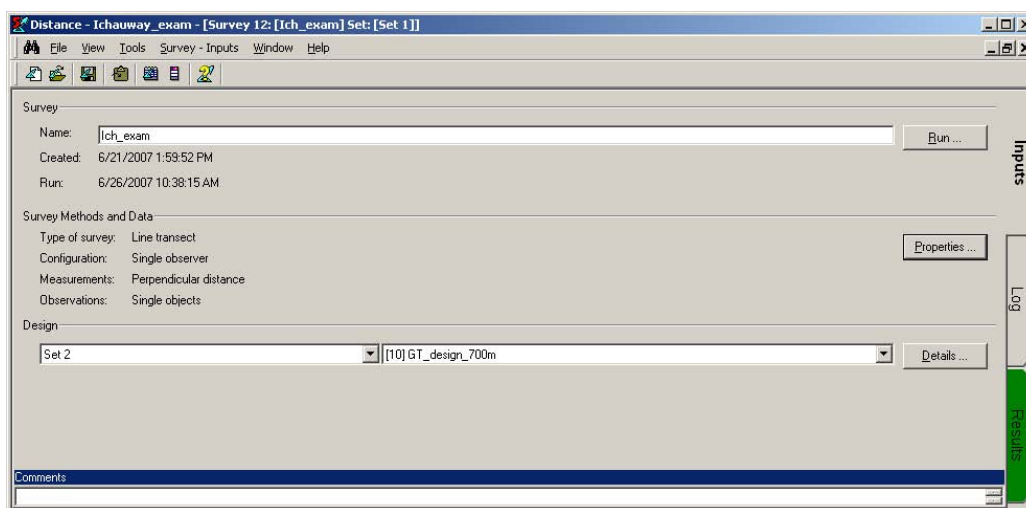 Distance - Ichauway_exam - [Survey 12: [Ich_exam] Set: [Set 1]]
File View Tools Survey - Inputs Window Help
Survey
Name: Ich_exam Run ...
Created: 6/21/2007 1:59:52 PM
Run: 6/26/2007 10:38:15 AM
Inputs
Survey Methods and Data
Type of survey: Line transect
Configuration: Single observer
Properties ...
Measurements: Perpendicular distance
Observations: Single objects
Log
Design
Set 2 [10] GT_design_700m Details ...
Results
Comments